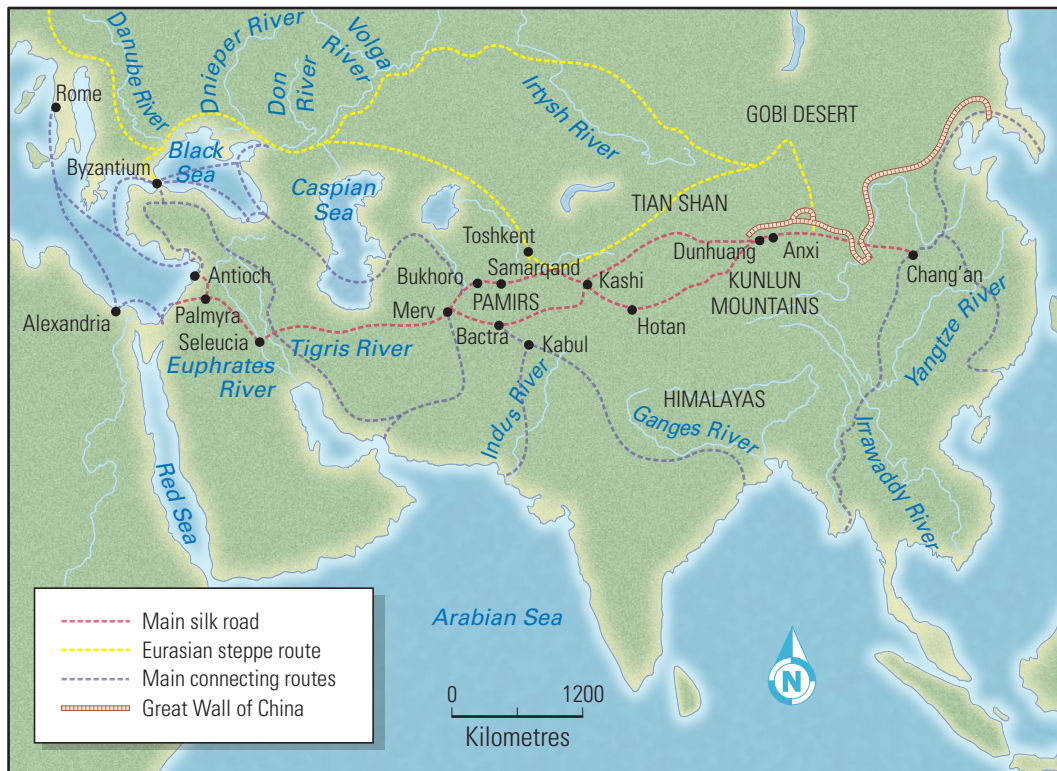 Danube River
Dnieper River
Don
River
Volga
River
Irtysh River
GOBI DESERT
Rome
Byzantium
Black
Sea
Caspian
Sea
TIAN SHAN
Toshkent
Samarqand
Bukhoro
PAMIRS
Kashi
Dunhuang
Anxi
KUNLUN
MOUNTAINS
Chang'an
Antioch
Palmyra
Alexandria
Seleucia
Merv
Hotan
Bactra
Kabul
Tigris River
Euphrates
River
Indus River
HIMALAYAS
Ganges River
Yangtze River
Irrawaddy River
Red Sea
Arabian Sea
Main silk road
Eurasian steppe route
Main connecting routes
Great Wall of China
0
1200
Kilometres
N